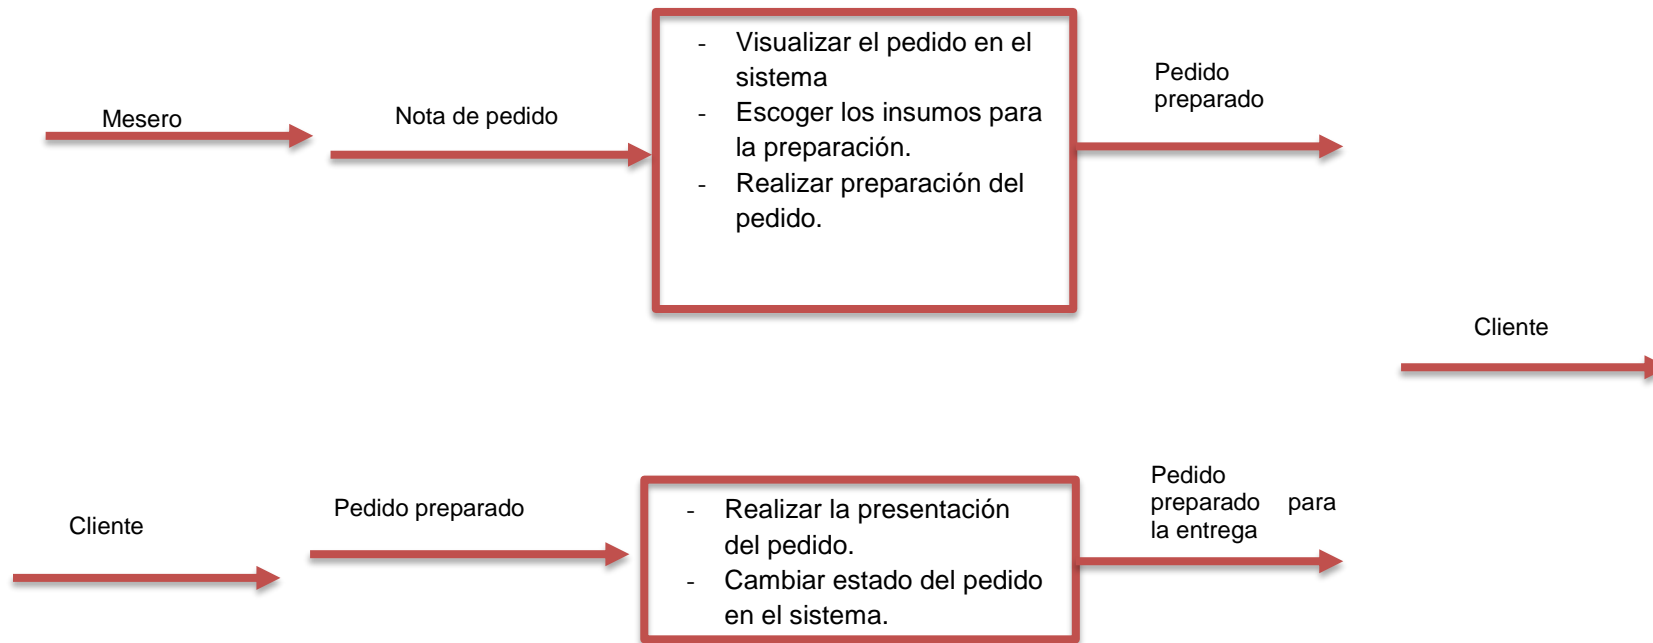 Mesero
Nota de pedido
- Visualizar el pedido en el
sistema
- Escoger los insumos para
la preparación.
- Realizar preparación del
pedido.
Pedido
preparado
Cliente
Cliente
Pedido preparado
- Realizar la presentación
del pedido.
- Cambiar estado del pedido
en el sistema.
Pedido
preparado para
la entrega